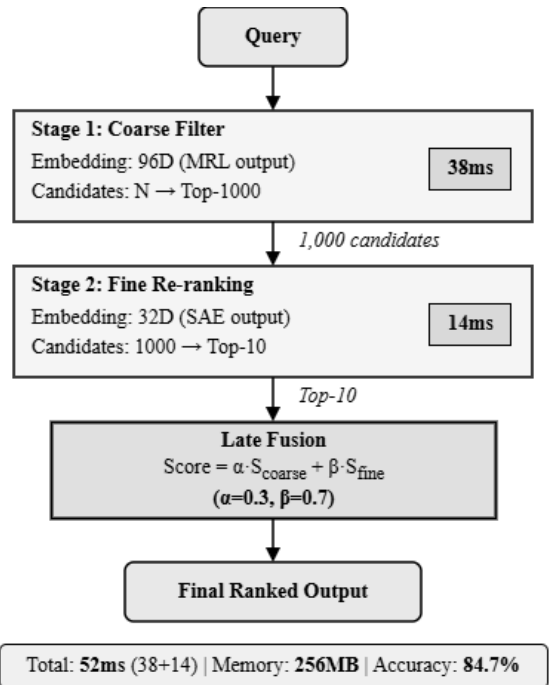 Query
Stage 1: Coarse Filter
Embedding: 96D (MRL output)
Candidates: N → Top-1000
38ms
1,000 candidates
Stage 2: Fine Re-ranking
Embedding: 32D (SAE output)
Candidates: 1000 → Top-10
14ms
Top-10
Late Fusion
Score = α·S_coarse + β·S_fine
(α=0.3, β=0.7)
Final Ranked Output
Total: 52ms (38+14) | Memory: 256MB | Accuracy: 84.7%